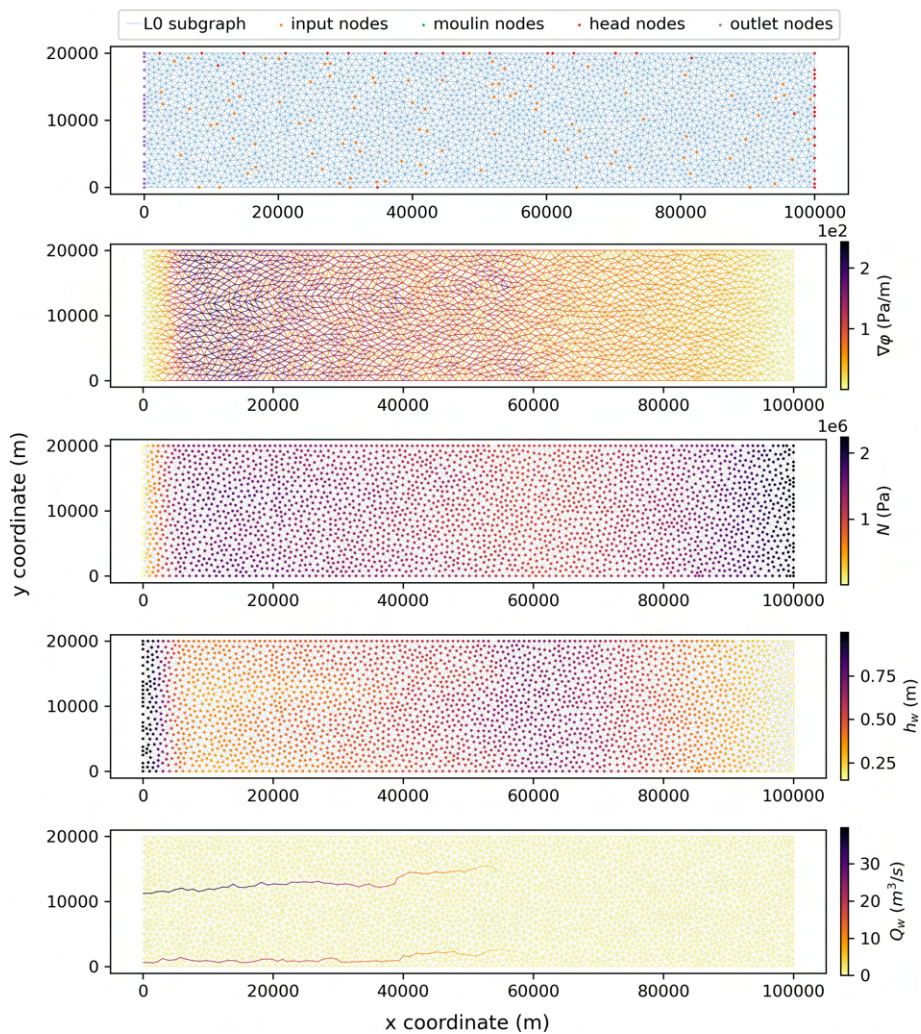 L0 subgraph input nodes moulin nodes head nodes outlet nodes
20000
10000
0
0 20000 40000 60000 80000 100000
1e2
20000
10000
0
0 20000 40000 60000 80000 100000
2
1
0
∇φ (Pa/m)
1e6
20000
10000
0
0 20000 40000 60000 80000 100000
2
1
0
N (Pa)
20000
10000
0
0 20000 40000 60000 80000 100000
0.75
0.50
0.25
h_w (m)
20000
10000
0
0 20000 40000 60000 80000 100000
30
20
10
0
Q_w (m³/s)
y coordinate (m)
x coordinate (m)